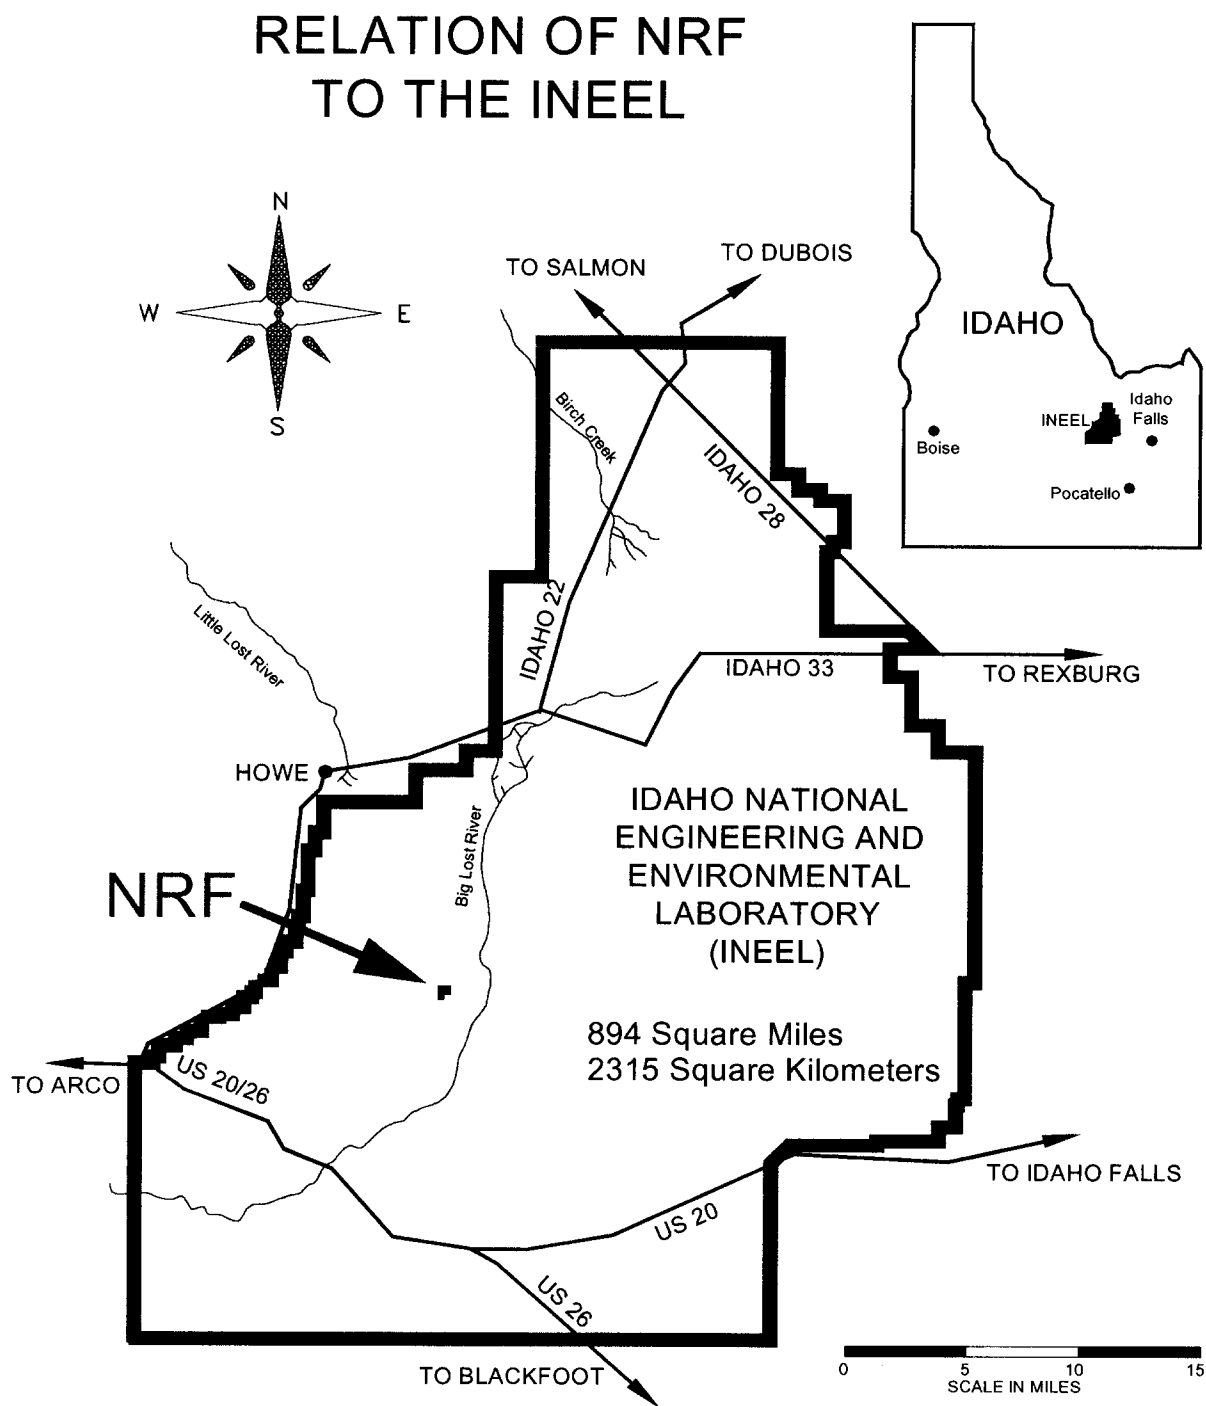 RELATION OF NRF
TO THE INEEL
N
W
E
S
TO SALMON
TO DUBOIS
IDAHO
INEEL
Idaho
Falls
Boise
Pocatello
Birch Creek
IDAHO 28
IDAHO 22
Little Lost River
IDAHO 33
TO REXBURG
HOWE
Big Lost River
IDAHO NATIONAL
ENGINEERING AND
ENVIRONMENTAL
LABORATORY
(INEEL)
NRF
894 Square Miles
2315 Square Kilometers
TO ARCO
US 20/26
TO IDAHO FALLS
US 20
US 26
TO BLACKFOOT
0 5 10 15
SCALE IN MILES